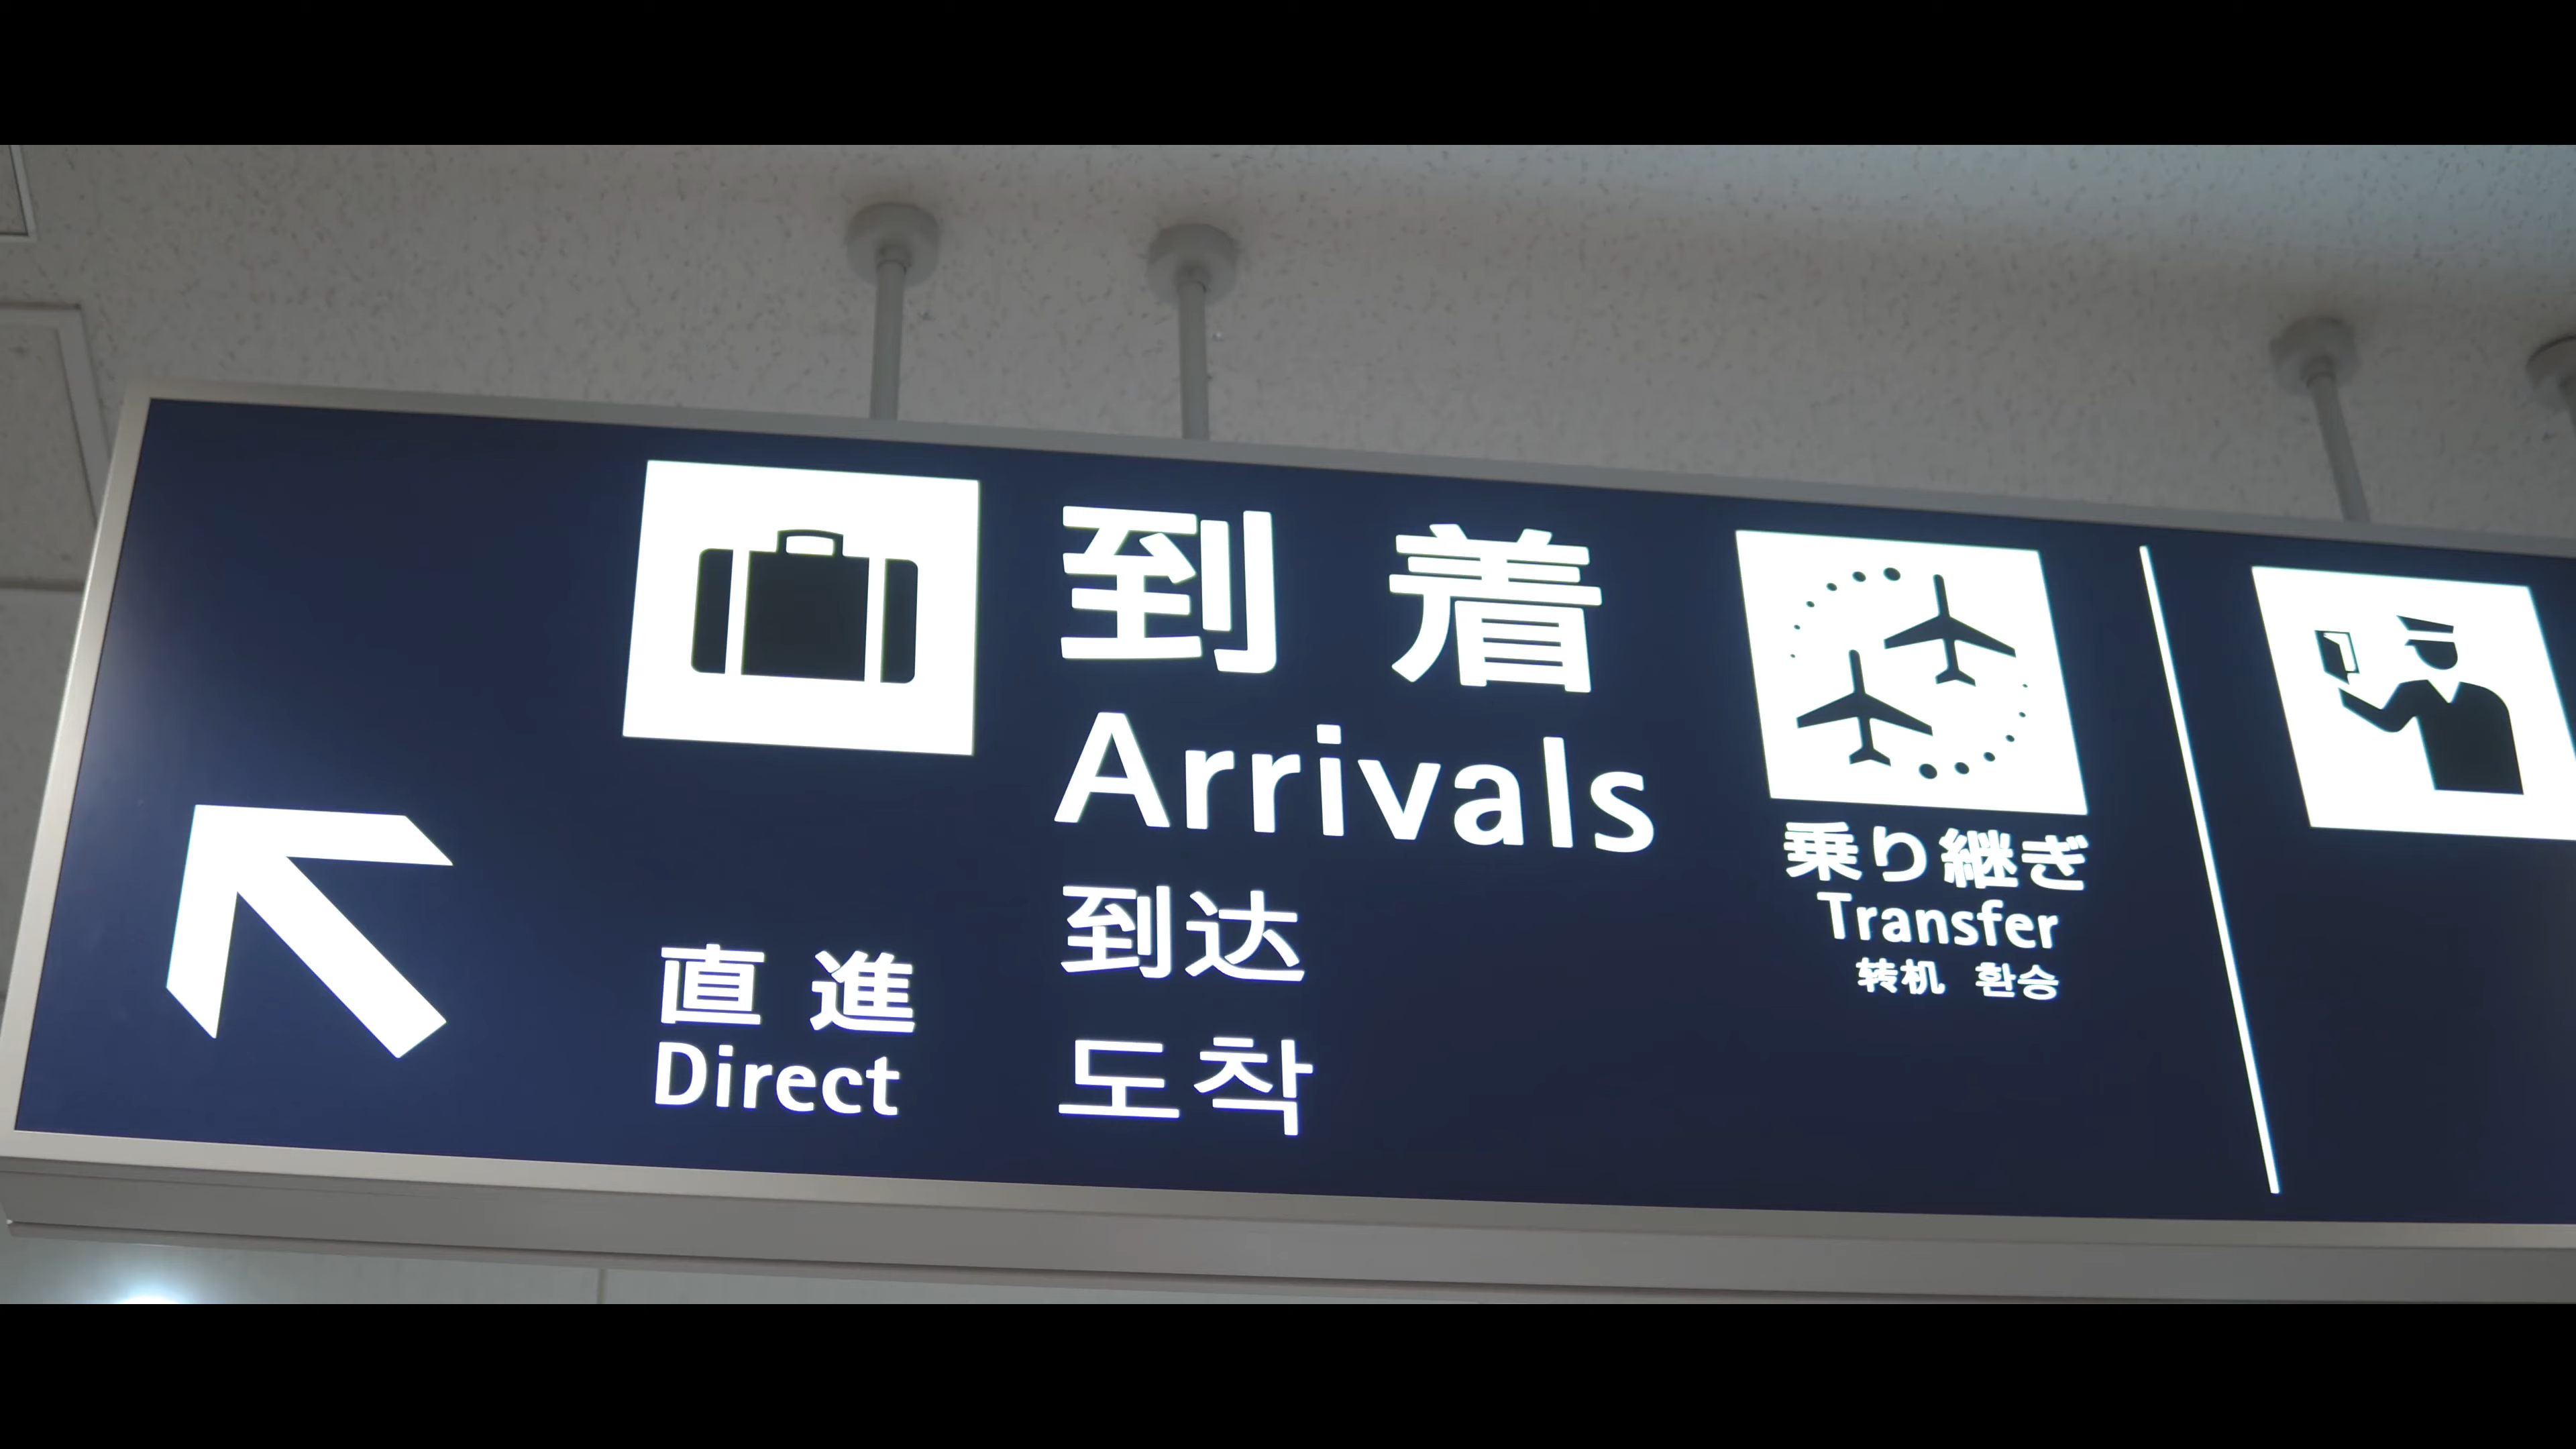 到着
Arrivals
到达
도착
直進
Direct
乗り継ぎ
Transfer
转机 환승